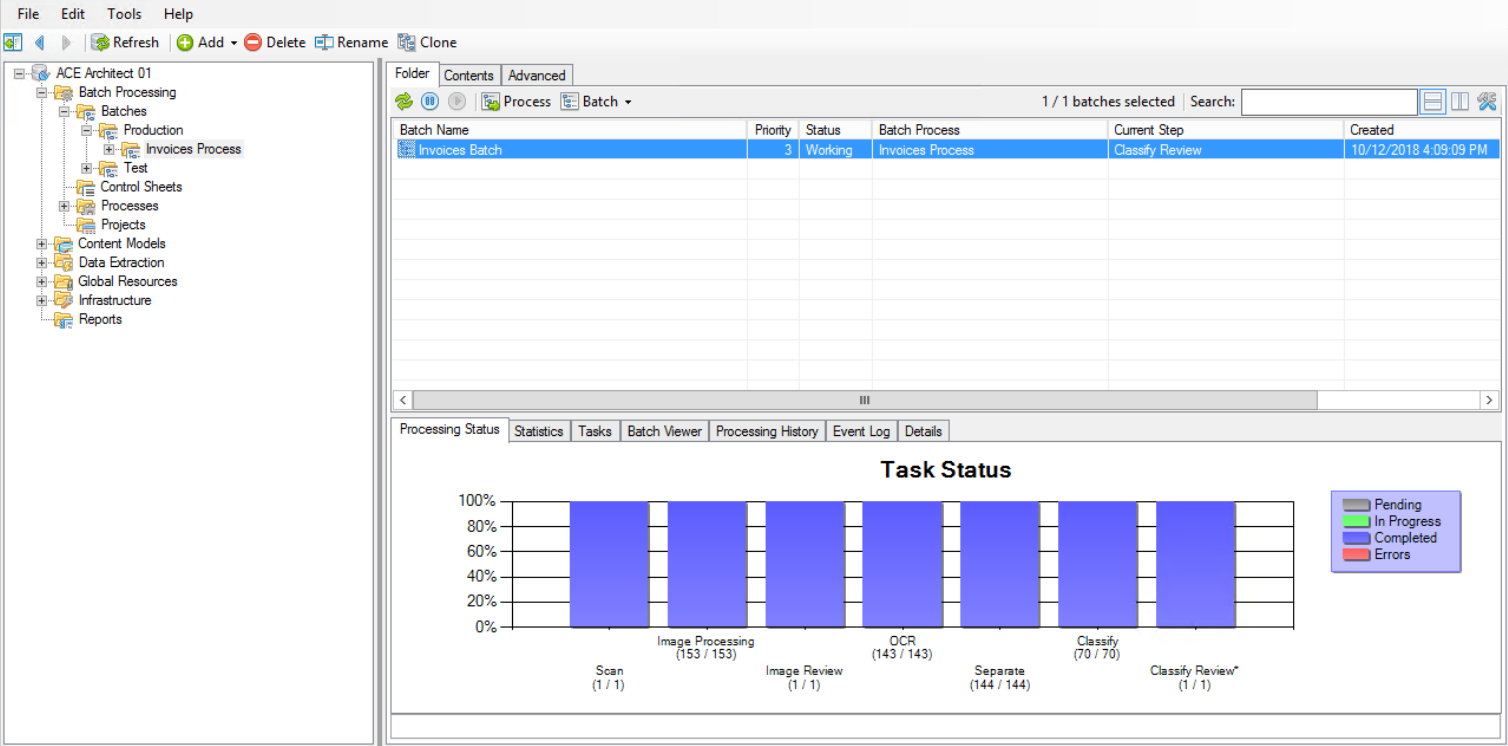 File Edit Tools Help
Refresh Add Delete Rename Clone
ACE Architect 01
Batch Processing
Batches
Production
Invoices Process
Test
Control Sheets
Processes
Projects
Content Models
Data Extraction
Global Resources
Infrastructure
Reports
Folder Contents Advanced
Process Batch 1 / 1 batches selected Search:
Batch Name Priority Status Batch Process Current Step Created
Invoices Batch 3 Working Invoices Process Classify Review 10/12/2018 4:09:09 PM
Processing Status Statistics Tasks Batch Viewer Processing History Event Log Details
Task Status
100%
80%
60%
40%
20%
0%
Pending
In Progress
Completed
Errors
Scan
(1 / 1)
Image Processing
(153 / 153)
Image Review
(1 / 1)
OCR
(143 / 143)
Separate
(144 / 144)
Classify
(70 / 70)
Classify Review*
(1 / 1)